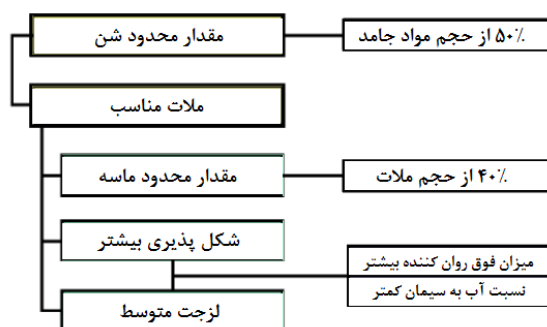 مقدار محدود شن
۵۰٪ از حجم مواد جامد
ملات مناسب
مقدار محدود ماسه
۴۰٪ از حجم ملات
شکل پذیری بیشتر
میزان فوق روان کننده بیشتر
نسبت آب به سیمان کمتر
لزجت متوسط